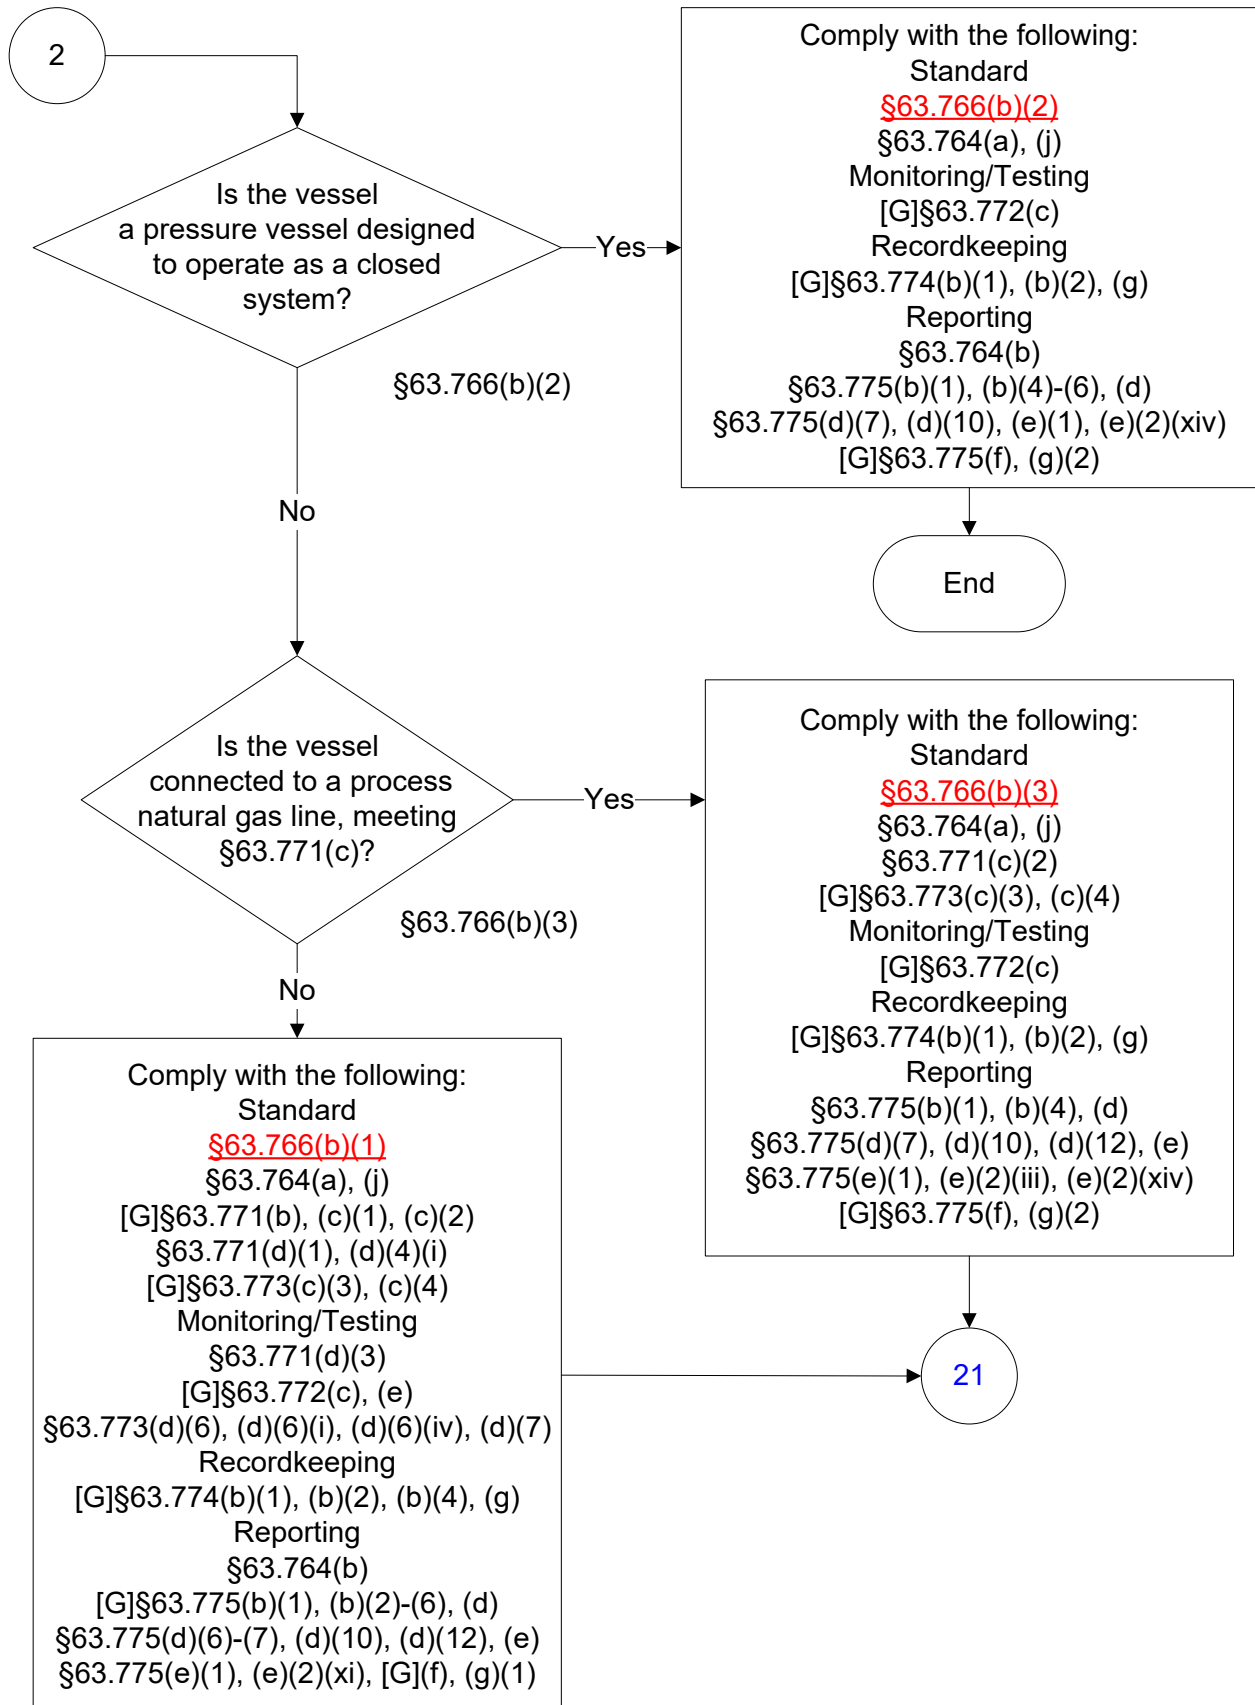 2
Is the vessel
a pressure vessel designed
to operate as a closed
system?
Yes
§63.766(b)(2)
No
Comply with the following:
Standard
§63.766(b)(2)
§63.764(a), (j)
Monitoring/Testing
[G]§63.772(c)
Recordkeeping
[G]§63.774(b)(1), (b)(2), (g)
Reporting
§63.764(b)
§63.775(b)(1), (b)(4)-(6), (d)
§63.775(d)(7), (d)(10), (e)(1), (e)(2)(xiv)
[G]§63.775(f), (g)(2)
End
Is the vessel
connected to a process
natural gas line, meeting
§63.771(c)?
Yes
§63.766(b)(3)
No
Comply with the following:
Standard
§63.766(b)(3)
§63.764(a), (j)
§63.771(c)(2)
[G]§63.773(c)(3), (c)(4)
Monitoring/Testing
[G]§63.772(c)
Recordkeeping
[G]§63.774(b)(1), (b)(2), (g)
Reporting
§63.775(b)(1), (b)(4), (d)
§63.775(d)(7), (d)(10), (d)(12), (e)
§63.775(e)(1), (e)(2)(iii), (e)(2)(xiv)
[G]§63.775(f), (g)(2)
Comply with the following:
Standard
§63.766(b)(1)
§63.764(a), (j)
[G]§63.771(b), (c)(1), (c)(2)
§63.771(d)(1), (d)(4)(i)
[G]§63.773(c)(3), (c)(4)
Monitoring/Testing
§63.771(d)(3)
[G]§63.772(c), (e)
§63.773(d)(6), (d)(6)(i), (d)(6)(iv), (d)(7)
Recordkeeping
[G]§63.774(b)(1), (b)(2), (b)(4), (g)
Reporting
§63.764(b)
[G]§63.775(b)(1), (b)(2)-(6), (d)
§63.775(d)(6)-(7), (d)(10), (d)(12), (e)
§63.775(e)(1), (e)(2)(xi), [G](f), (g)(1)
21